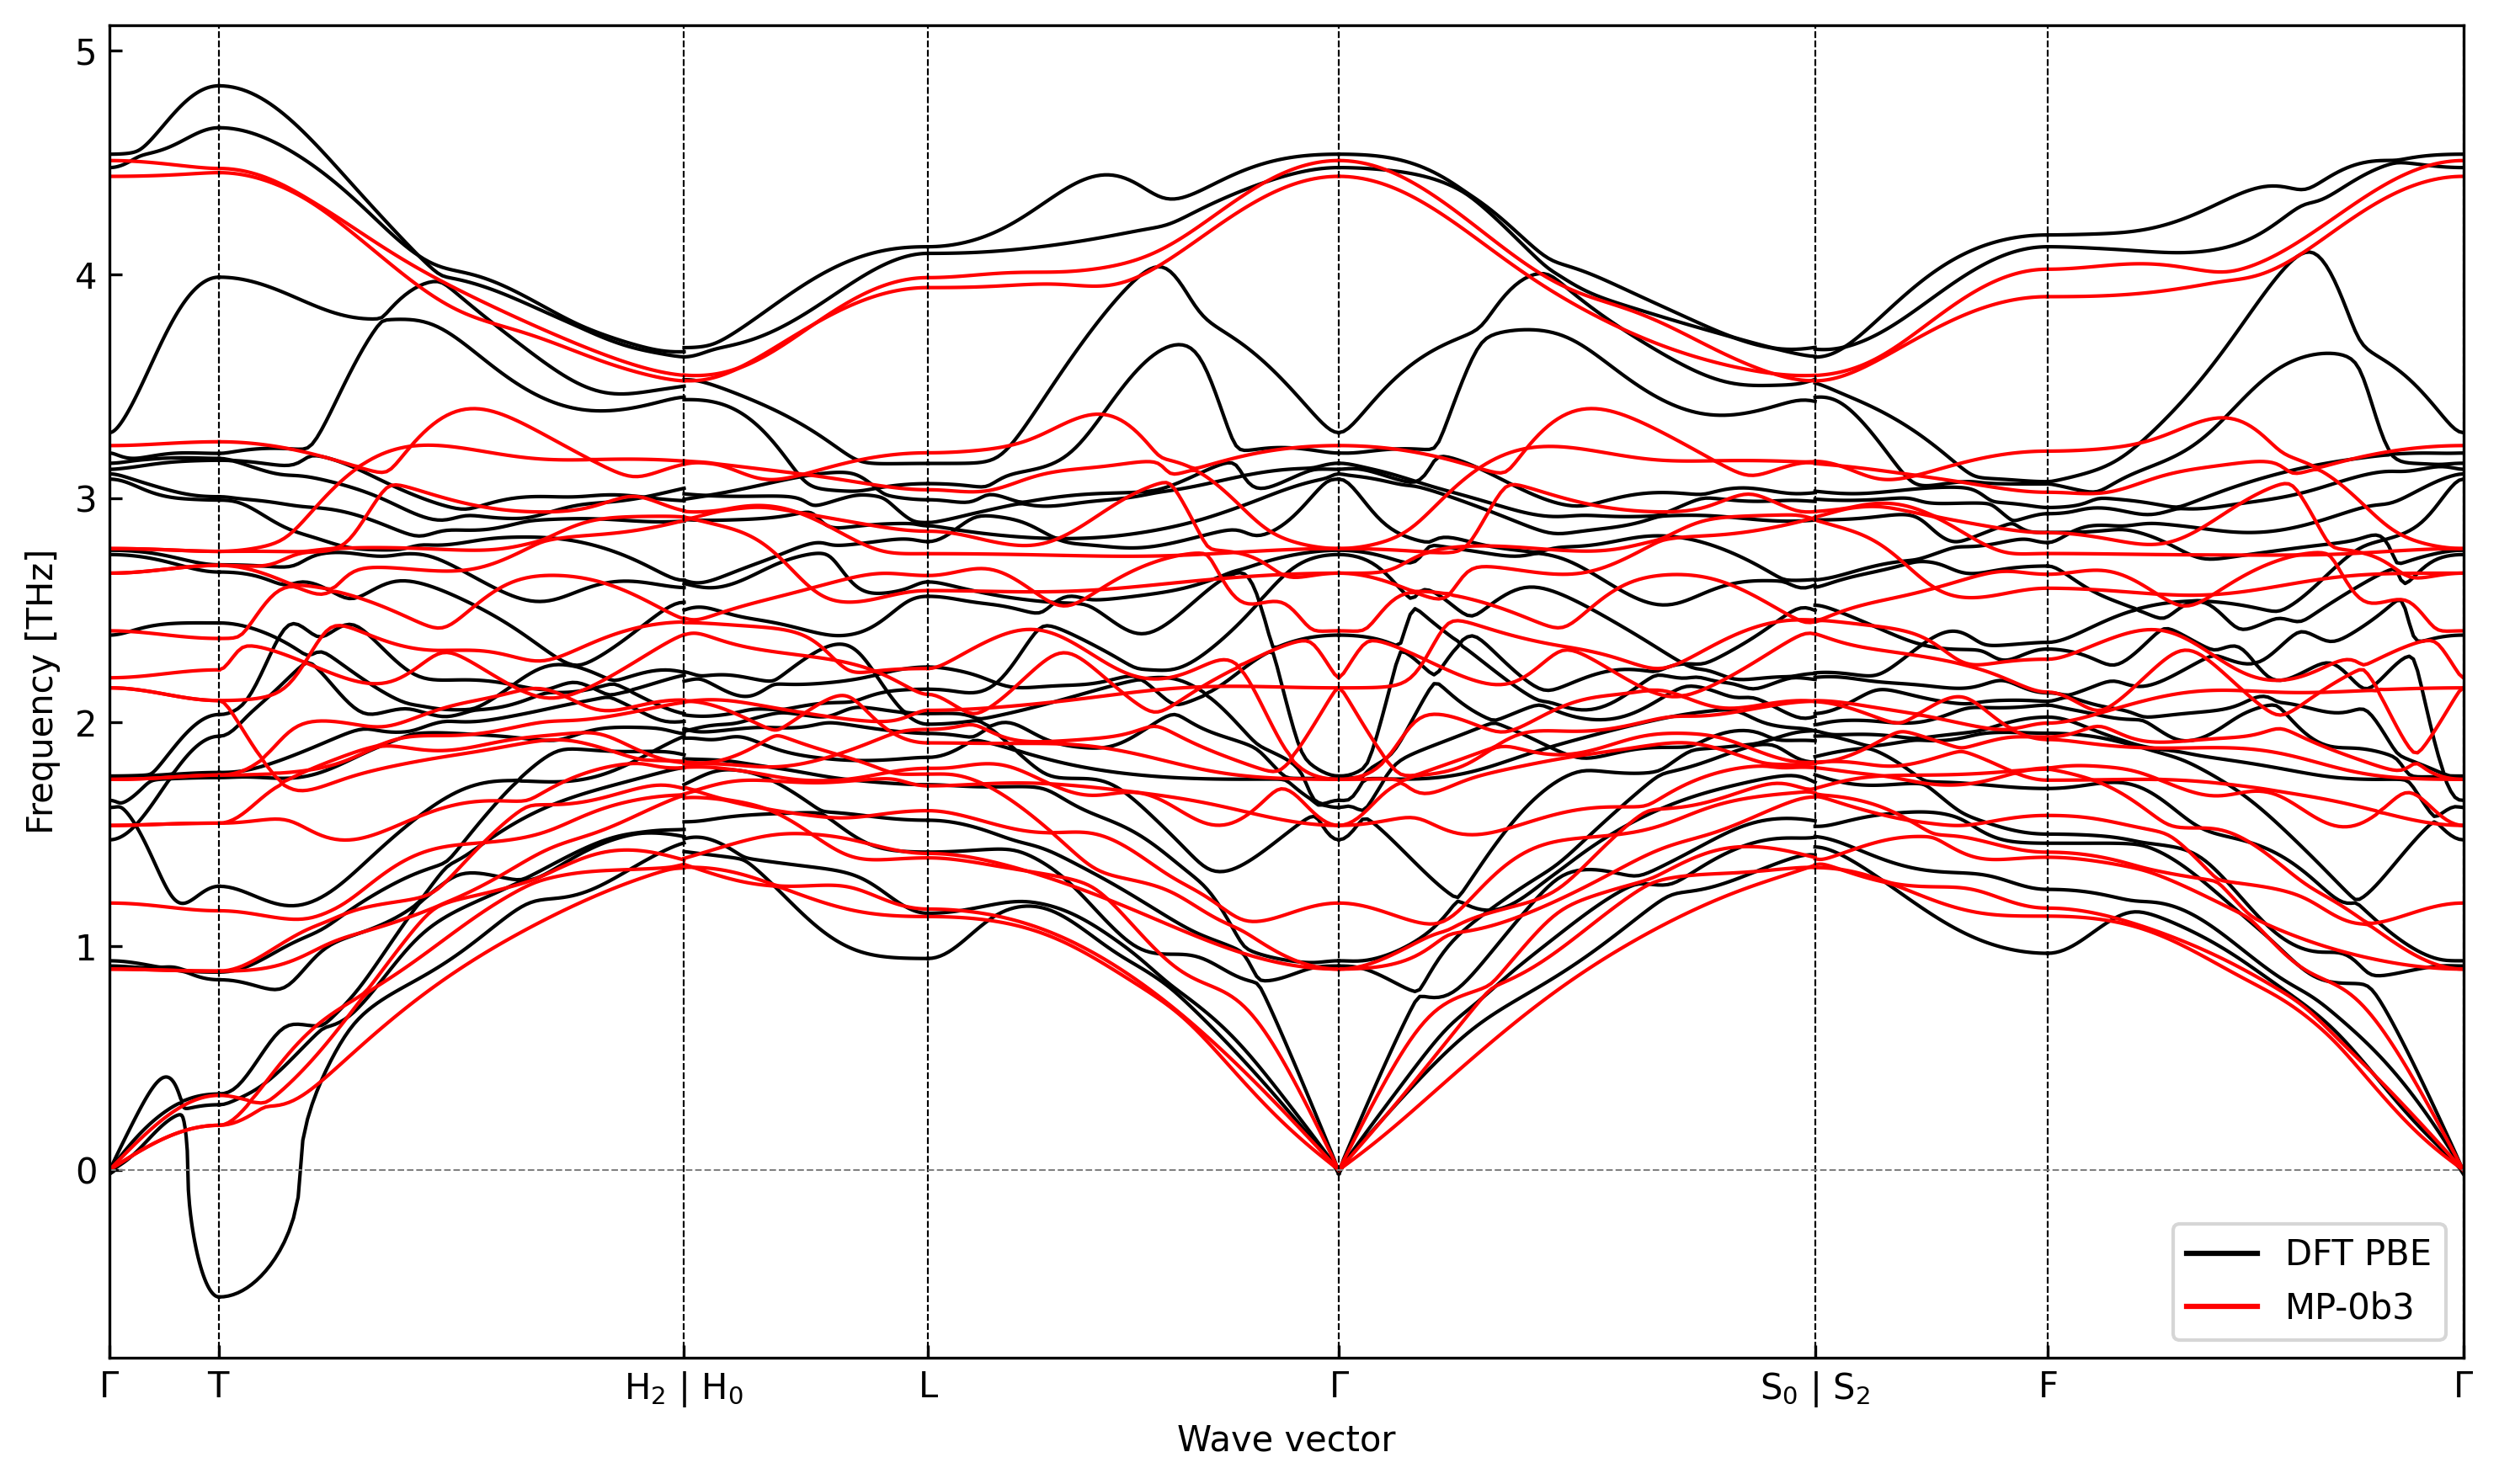 5
4
3
2
1
0
Frequency [THz]
Γ T H₂ | H₀ L Γ S₀ | S₂ F Γ
Wave vector
DFT PBE
MP-0b3